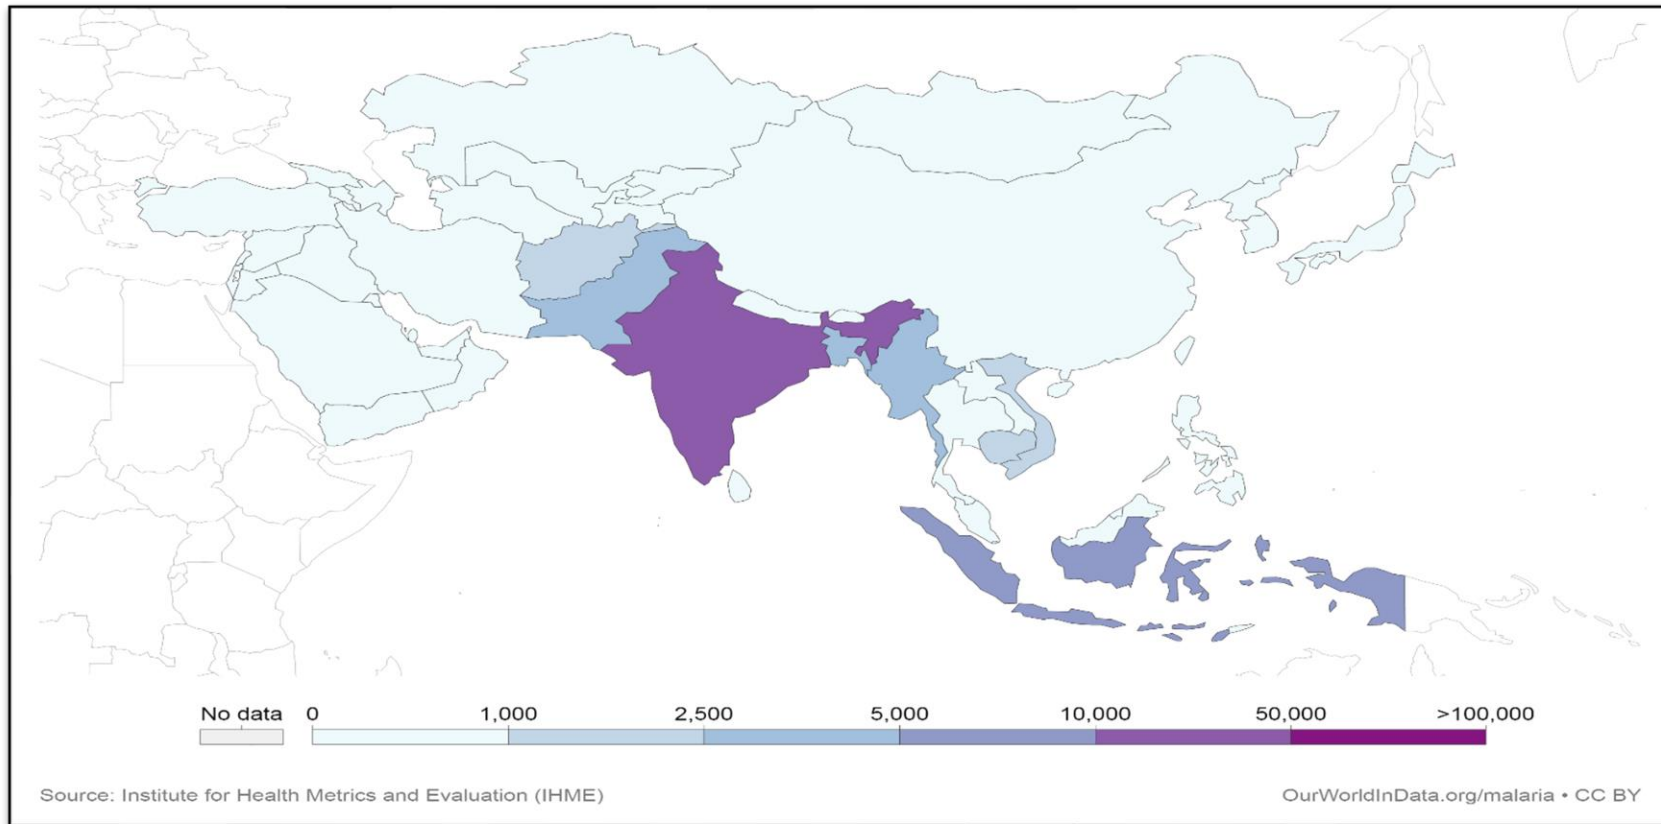 No data 0 1,000 2,500 5,000 10,000 50,000 >100,000
Source: Institute for Health Metrics and Evaluation (IHME) OurWorldInData.org/malaria • CC BY